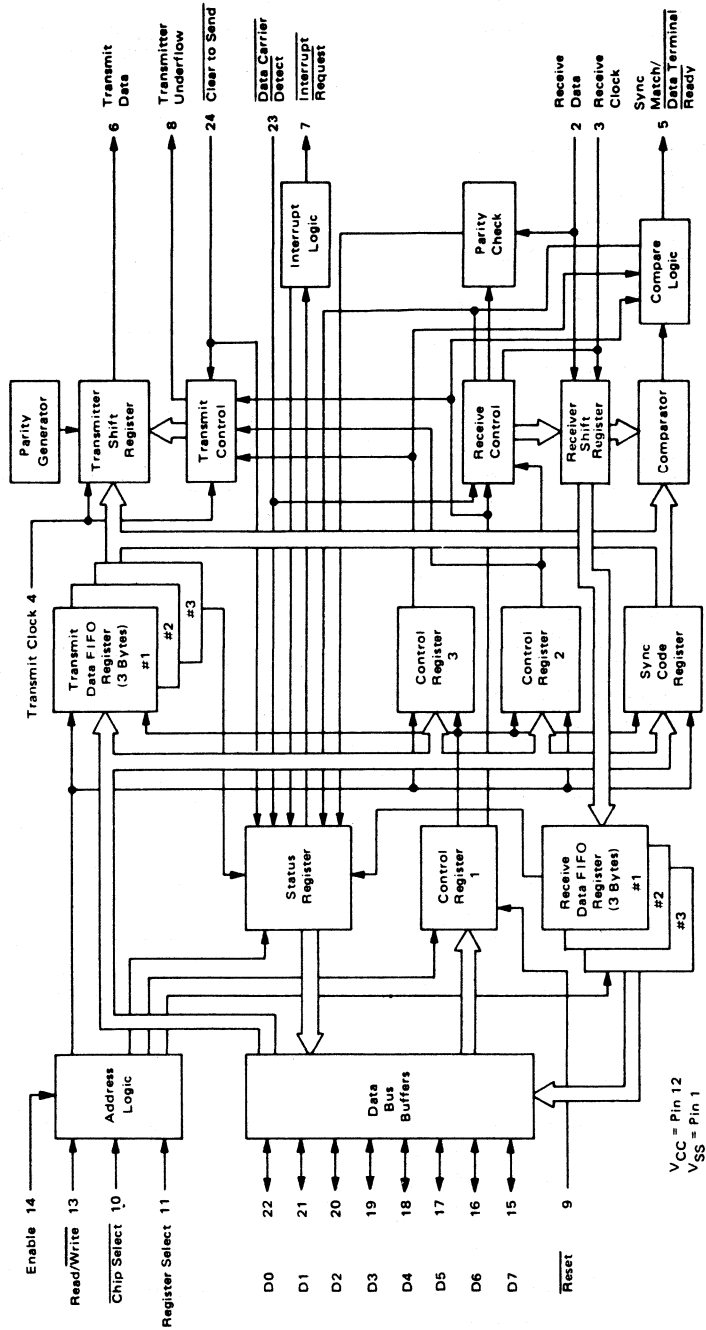 Enable 14
Read/Write 13
Chip Select 10
Register Select 11
D0 22
D1 21
D2 20
D3 19
D4 18
D5 17
D6 16
D7 15
Reset 9
VCC = Pin 12
VSS = Pin 1
Address
Logic
Data
Bus
Buffers
Status
Register
Control
Register
1
Receive
Data FIFO
Register
(3 Bytes)
#1
#2
#3
Transmit Clock 4
Transmit
Data FIFO
Register
(3 Bytes)
#1
#2
#3
Control
Register
3
Control
Register
2
Sync
Code
Register
Parity
Generator
Transmitter
Shift
Register
Transmit
Control
Receive
Control
Receiver
Shift
Rugister
Comparator
Interrupt
Logic
Parity
Check
Compare
Logic
6 Transmit
Data
8 Transmitter
Underflow
24 Clear to Send
23 Data Carrier
Detect
7 Interrupt
Request
2 Receive
Data
3 Receive
Clock
5 Sync
Match/
Data Terminal
Ready